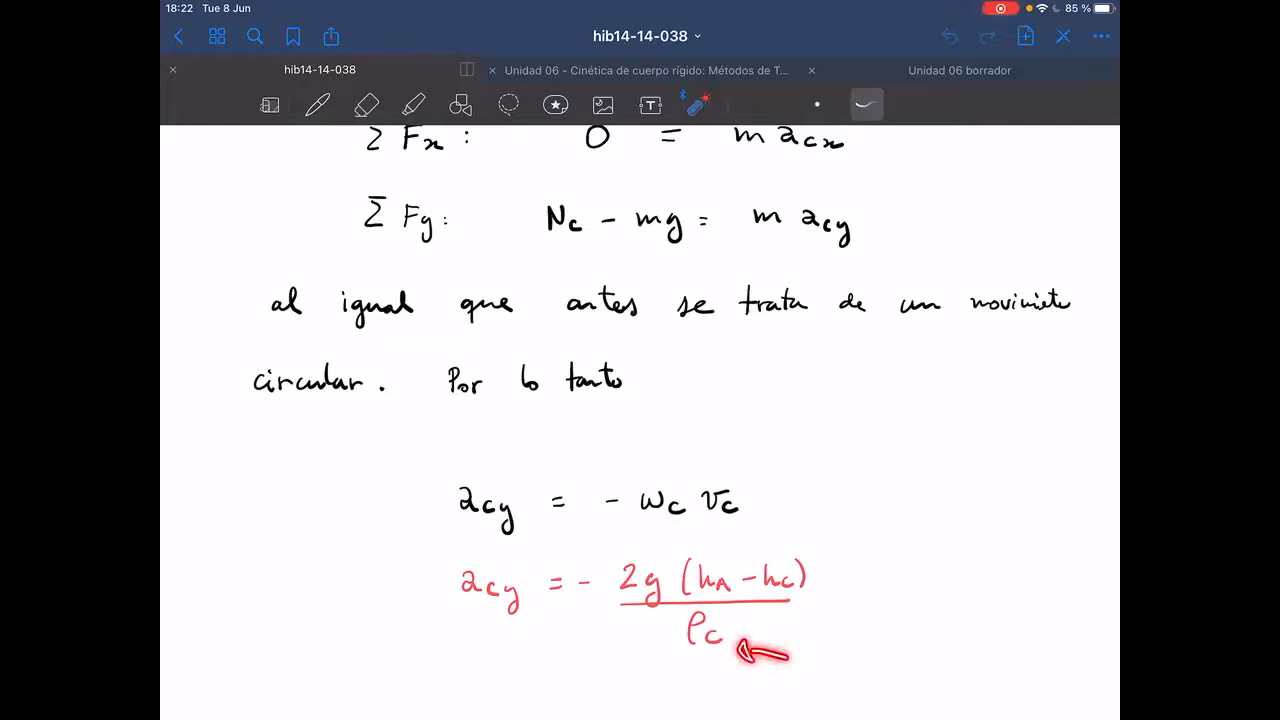 18:22 Tue 8 Jun
85 %
hib14-14-038
hib14-14-038
Unidad 06 - Cinética de cuerpo rígido: Métodos de T...
Unidad 06 borrador
T
Σ Fx : 0 = m acx
Σ Fy : Nc - mg = m acy
al igual que antes se trata de un movimiento
circular. Por lo tanto
acy = - ωc vc
acy = - 2g (hA - hc)
ρc